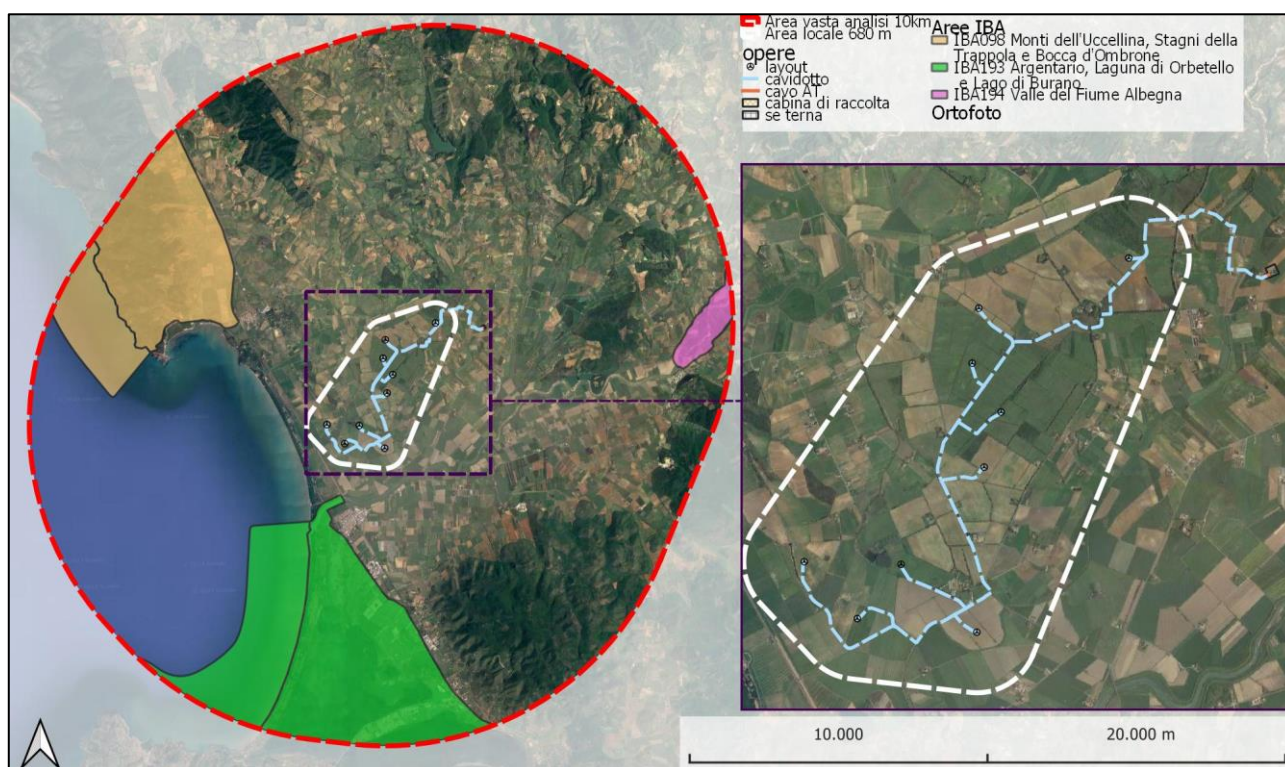 Area vasta analisi 10km
Area locale 680 m
opere
layout
cavidotto
cavo AT
cabina di raccolta
se terna
Aree IBA
IBA098 Monti dell'Uccellina, Stagni della
Trappola e Bocca d'Ombrone
IBA193 Argentario, Laguna di Orbetello
e Lago di Burano
IBA194 Valle del Fiume Albegna
Ortofoto
10.000
20.000 m